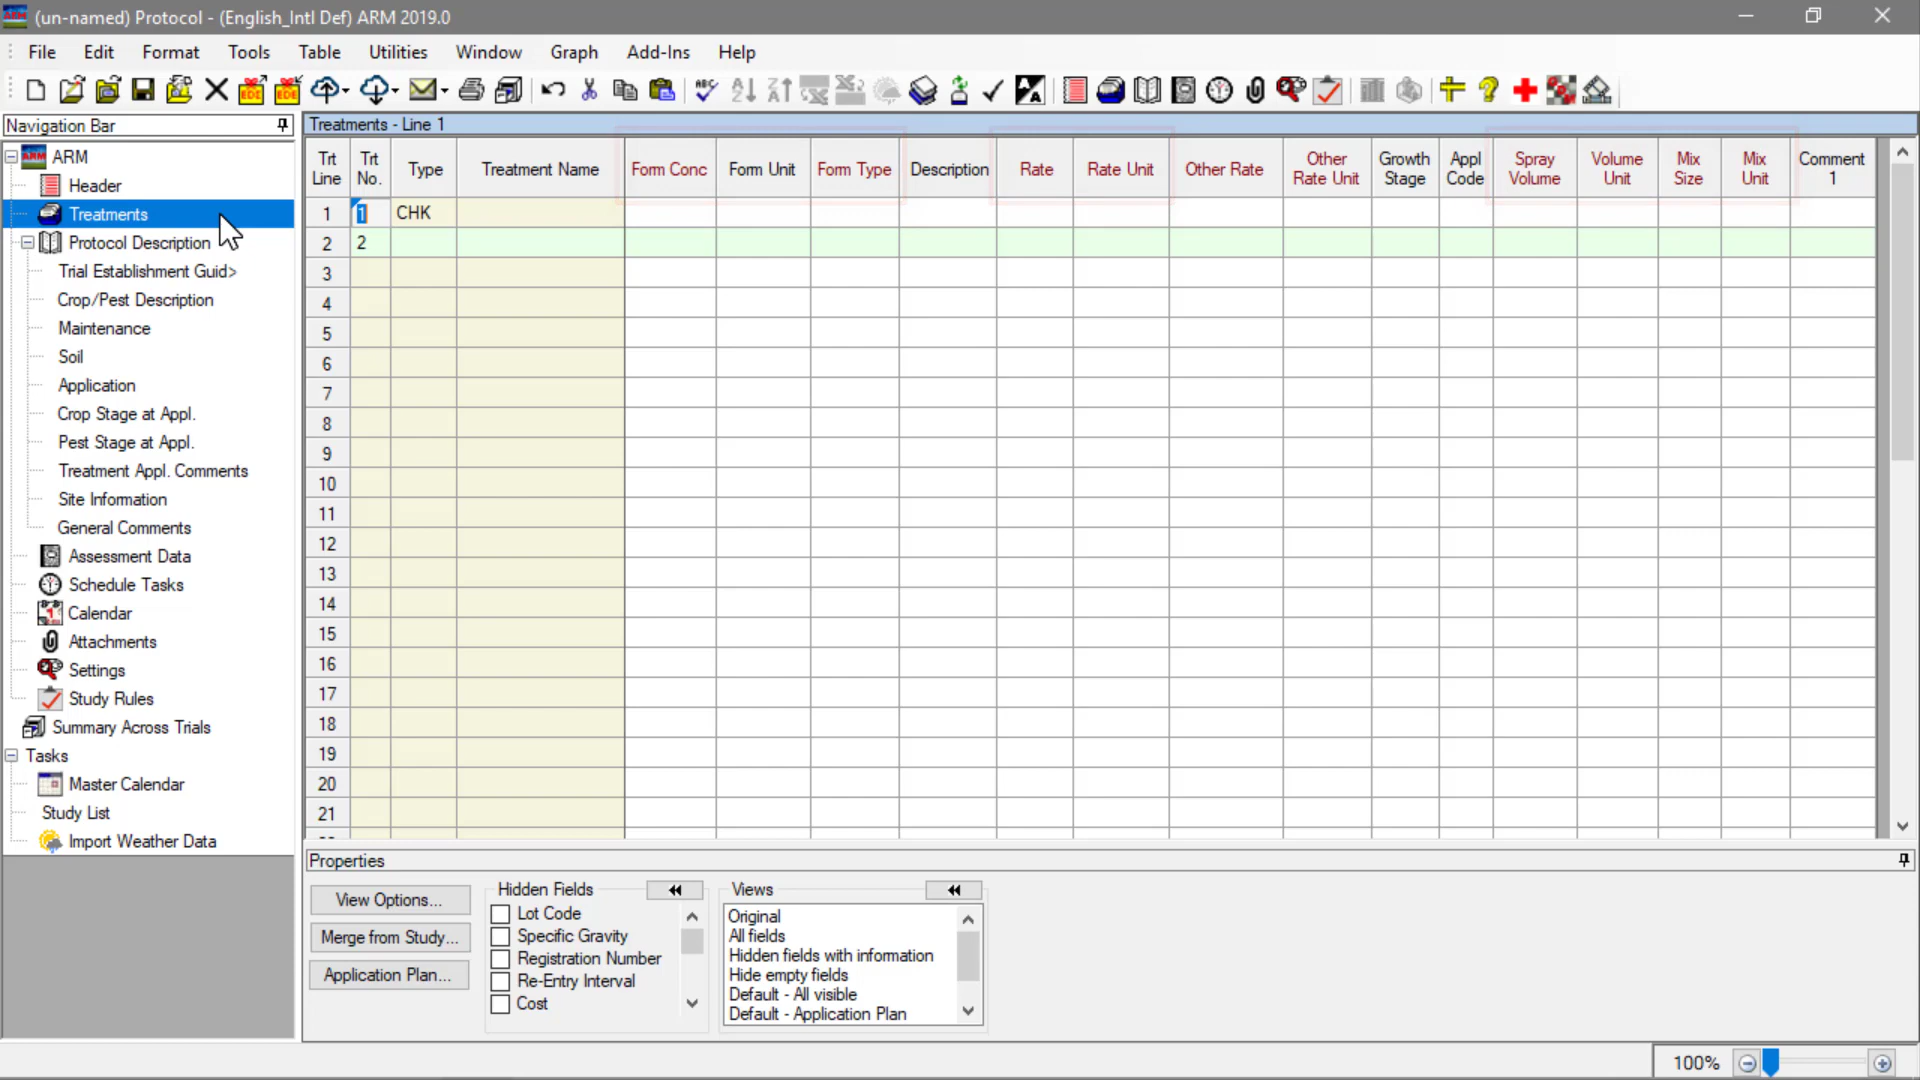 (un-named) Protocol - (English_Intl Def) ARM 2019.0
File Edit Format Tools Table Utilities Window Graph Add-Ins Help
Navigation Bar
ARM
Header
Treatments
Protocol Description
Trial Establishment Guid>
Crop/Pest Description
Maintenance
Soil
Application
Crop Stage at Appl.
Pest Stage at Appl.
Treatment Appl. Comments
Site Information
General Comments
Assessment Data
Schedule Tasks
Calendar
Attachments
Settings
Study Rules
Summary Across Trials
Tasks
Master Calendar
Study List
Import Weather Data
Treatments - Line 1
Trt Line Trt No. Type Treatment Name Form Conc Form Unit Form Type Description Rate Rate Unit Other Rate Other Rate Unit Growth Stage Appl Code Spray Volume Volume Unit Mix Size Mix Unit Comment 1
1 1 CHK
2 2
3
4
5
6
7
8
9
10
11
12
13
14
15
16
17
18
19
20
21
Properties
View Options...
Merge from Study...
Application Plan...
Hidden Fields
Lot Code
Specific Gravity
Registration Number
Re-Entry Interval
Cost
Views
Original
All fields
Hidden fields with information
Hide empty fields
Default - All visible
Default - Application Plan
100%